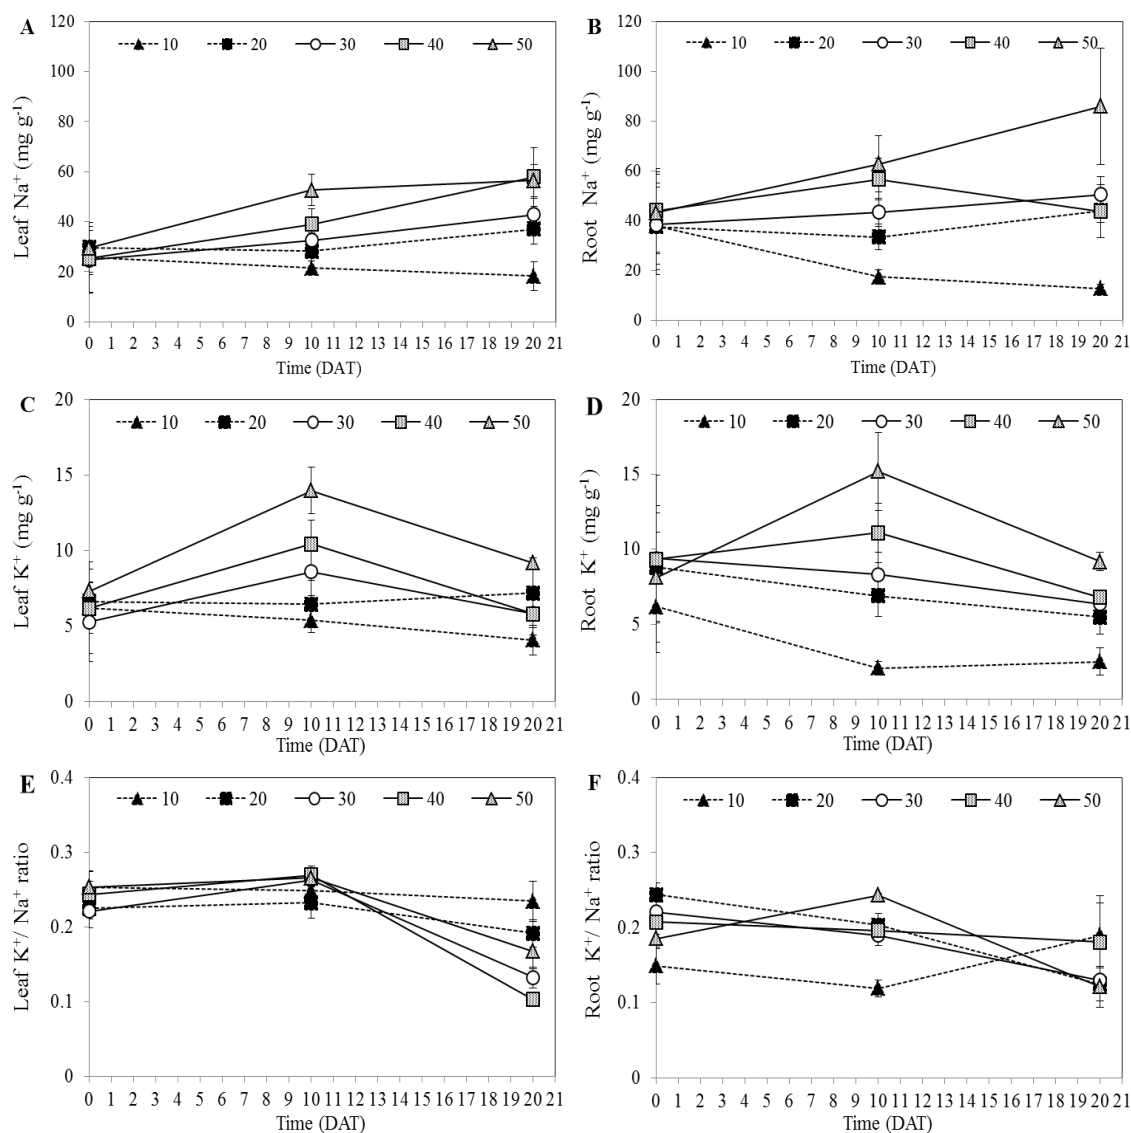 A
120
100
80
60
40
20
0
Leaf Na⁺ (mg g⁻¹)
10 20 30 40 50
0 1 2 3 4 5 6 7 8 9 10 11 12 13 14 15 16 17 18 19 20 21
Time (DAT)
B
120
100
80
60
40
20
0
Root Na⁺ (mg g⁻¹)
10 20 30 40 50
0 1 2 3 4 5 6 7 8 9 10 11 12 13 14 15 16 17 18 19 20 21
Time (DAT)
C
20
15
10
5
0
Leaf K⁺ (mg g⁻¹)
10 20 30 40 50
0 1 2 3 4 5 6 7 8 9 10 11 12 13 14 15 16 17 18 19 20 21
Time (DAT)
D
20
15
10
5
0
Root K⁺ (mg g⁻¹)
10 20 30 40 50
0 1 2 3 4 5 6 7 8 9 10 11 12 13 14 15 16 17 18 19 20 21
Time (DAT)
E
0.4
0.3
0.2
0.1
0
Leaf K⁺/ Na⁺ ratio
10 20 30 40 50
0 1 2 3 4 5 6 7 8 9 10 11 12 13 14 15 16 17 18 19 20 21
Time (DAT)
F
0.4
0.3
0.2
0.1
0
Root K⁺/ Na⁺ ratio
10 20 30 40 50
0 1 2 3 4 5 6 7 8 9 10 11 12 13 14 15 16 17 18 19 20 21
Time (DAT)